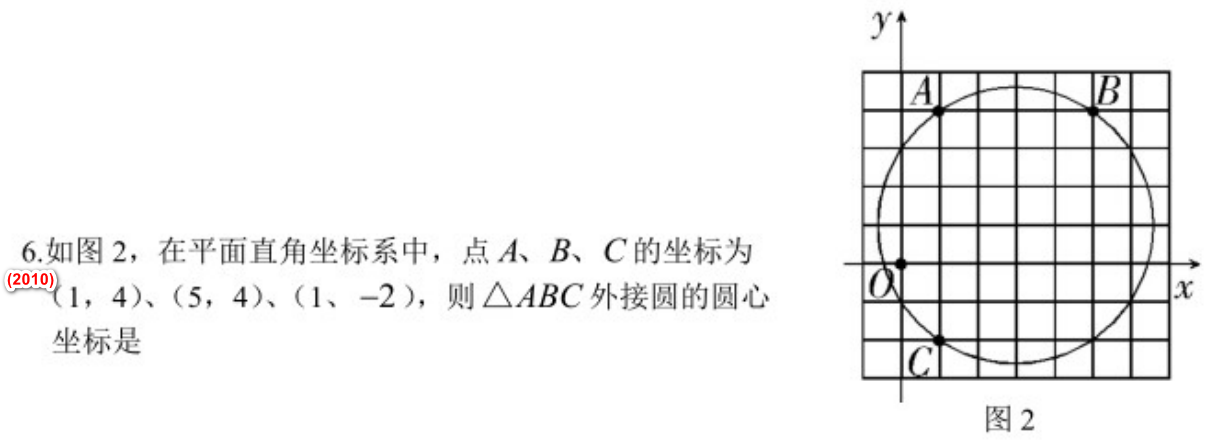 6.如图 2，在平面直角坐标系中，点 A、B、C 的坐标为
(2010)
（1，4）、（5，4）、（1、−2），则 △ABC 外接圆的圆心
坐标是
y
A
B
O
x
C
图 2